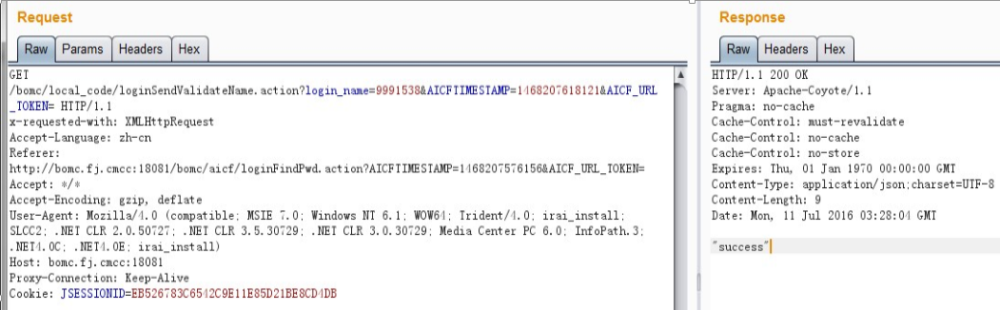 Request
Raw Params Headers Hex
GET
/bomc/local_code/loginSendValidateName.action?login_name=9991538&AICFTIMESTAMP=1468207618121&AICF_URL
_TOKEN= HTTP/1.1
x-requested-with: XMLHttpRequest
Accept-Language: zh-cn
Referer:
http://bomc.fj.cmcc:18081/bomc/aicf/loginFindPwd.action?AICFTIMESTAMP=1468207576156&AICF_URL_TOKEN=
Accept: */*
Accept-Encoding: gzip, deflate
User-Agent: Mozilla/4.0 (compatible; MSIE 7.0; Windows NT 6.1; WOW64; Trident/4.0; irai_install;
SLCC2; .NET CLR 2.0.50727; .NET CLR 3.5.30729; .NET CLR 3.0.30729; Media Center PC 6.0; InfoPath.3;
.NET4.0C; .NET4.0E; irai_install)
Host: bomc.fj.cmcc:18081
Proxy-Connection: Keep-Alive
Cookie: JSESSIONID=EB526783C6542C9E11E85D21BE8CD4DB
Response
Raw Headers Hex
HTTP/1.1 200 OK
Server: Apache-Coyote/1.1
Pragma: no-cache
Cache-Control: must-revalidate
Cache-Control: no-cache
Cache-Control: no-store
Expires: Thu, 01 Jan 1970 00:00:00 GMT
Content-Type: application/json;charset=UTF-8
Content-Length: 9
Date: Mon, 11 Jul 2016 03:28:04 GMT
"success"